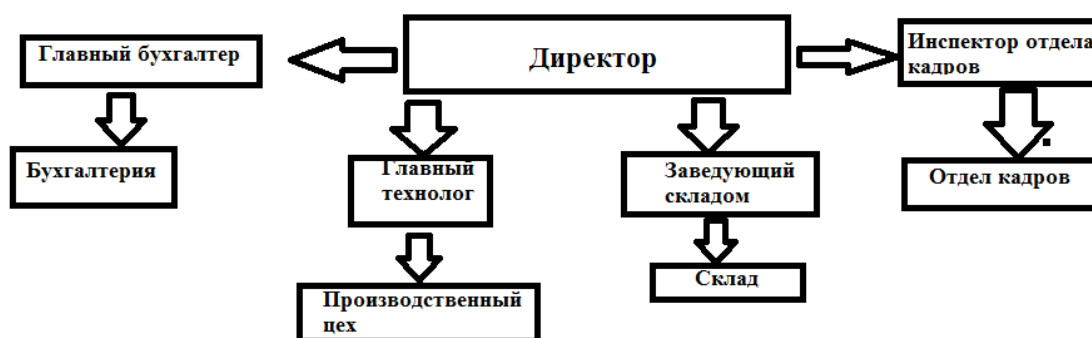 Главный бухгалтер
Директор
Инспектор отдела
кадров
Бухгалтерия
Главный
технолог
Заведующий
складом
Отдел кадров
Производственный
цех
Склад